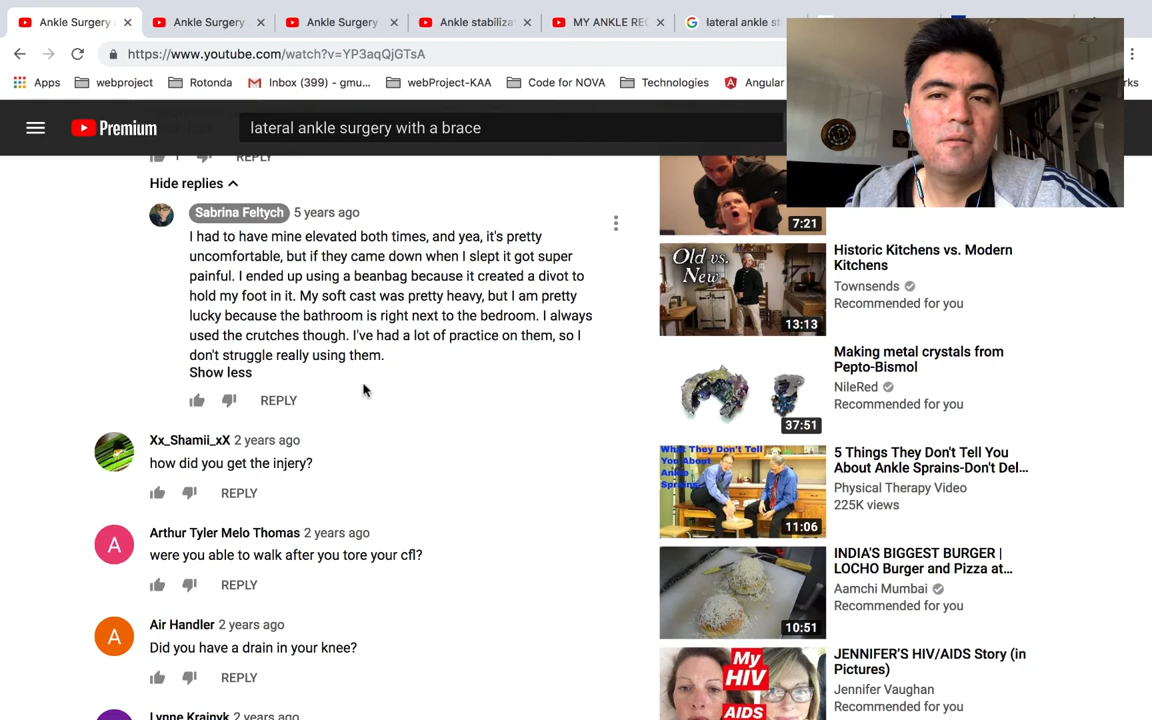 Ankle Surgery
Ankle Surgery
Ankle Surgery
Ankle stabiliza
MY ANKLE REC
lateral ankle st
https://www.youtube.com/watch?v=YP3aqQjGTsA
Apps
webproject
Rotonda
Inbox (399) - gmu...
webProject-KAA
Code for NOVA
Technologies
Angular
rks
Premium
lateral ankle surgery with a brace
1
REPLY
Hide replies
Sabrina Feltych 5 years ago
I had to have mine elevated both times, and yea, it's pretty
uncomfortable, but if they came down when I slept it got super
painful. I ended up using a beanbag because it created a divot to
hold my foot in it. My soft cast was pretty heavy, but I am pretty
lucky because the bathroom is right next to the bedroom. I always
used the crutches though. I've had a lot of practice on them, so I
don't struggle really using them.
Show less
REPLY
Xx_Shamii_xX 2 years ago
how did you get the injery?
REPLY
A
Arthur Tyler Melo Thomas 2 years ago
were you able to walk after you tore your cfl?
REPLY
A
Air Handler 2 years ago
Did you have a drain in your knee?
REPLY
Lynne Krainyk 2 years ago
7:21
Old vs.
New
13:13
Historic Kitchens vs. Modern
Kitchens
Townsends
Recommended for you
37:51
Making metal crystals from
Pepto-Bismol
NileRed
Recommended for you
What They Don't Tell
You About
Ankle
Sprains
11:06
5 Things They Don't Tell You
About Ankle Sprains-Don't Del...
Physical Therapy Video
225K views
10:51
INDIA'S BIGGEST BURGER |
LOCHO Burger and Pizza at...
Aamchi Mumbai
Recommended for you
My
HIV
AIDS
JENNIFER'S HIV/AIDS Story (in
Pictures)
Jennifer Vaughan
Recommended for you